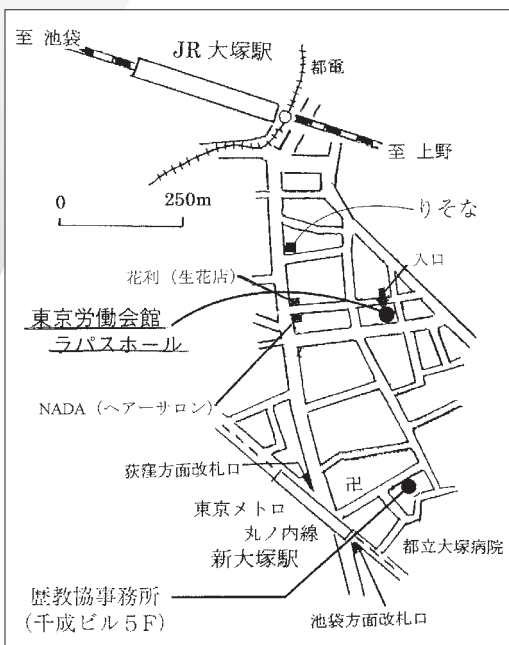 至 池袋
JR 大塚駅
都電
至 上野
0 250m
りそな
入口
花利（生花店）
東京労働会館
ラパスホール
NADA（ヘアーサロン）
荻窪方面改札口
卍
東京メトロ
丸ノ内線
新大塚駅
都立大塚病院
歴教協事務所
（千成ビル５F）
池袋方面改札口